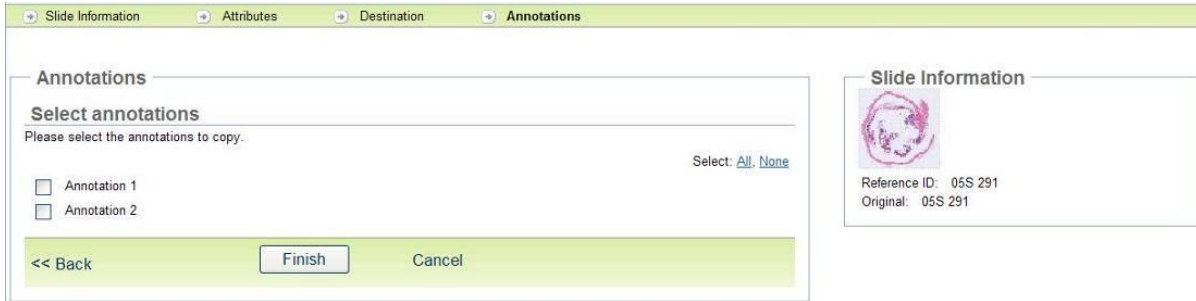 Slide Information Attributes Destination Annotations
Annotations
Select annotations
Please select the annotations to copy.
Select: All, None
Annotation 1
Annotation 2
<< Back Finish Cancel
Slide Information
Reference ID: 05S 291
Original: 05S 291